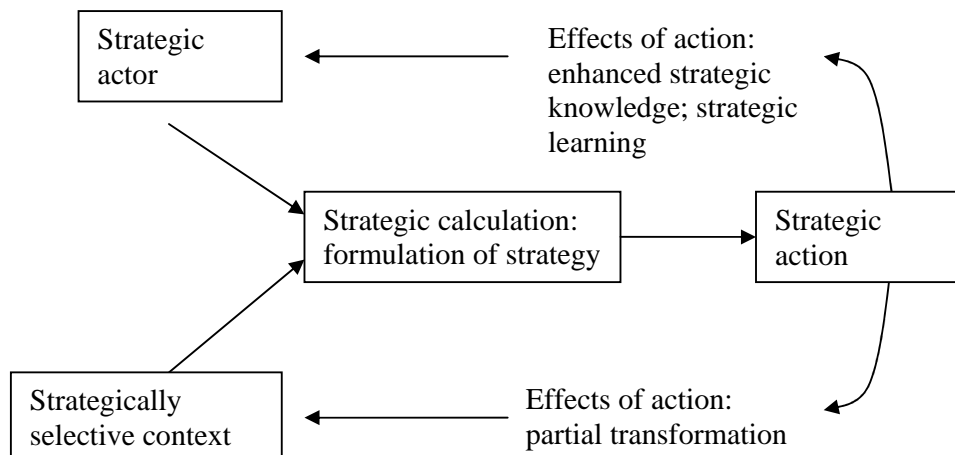 Strategic
actor
Effects of action:
enhanced strategic
knowledge; strategic
learning
Strategic calculation:
formulation of strategy
Strategic
action
Strategically
selective context
Effects of action:
partial transformation